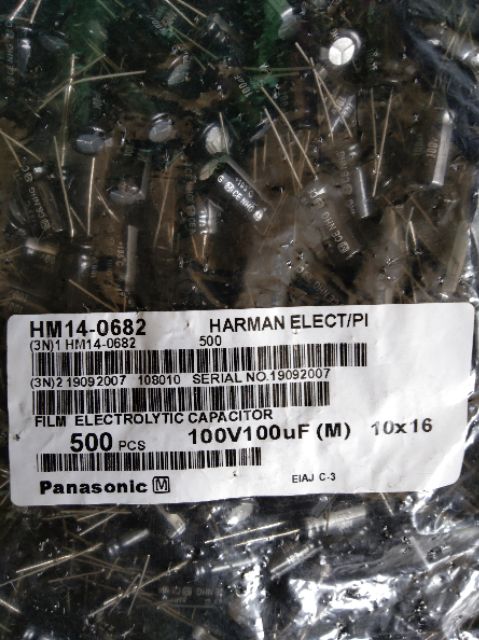 HM14-0682 HARMAN ELECT/PI
(3N)1 HM14-0682 500
(3N)2 19092007 108010 SERIAL NO.19092007
FILM ELECTROLYTIC CAPACITOR
500 PCS 100V100uF (M) 10x16
Panasonic M EIAJ C-3